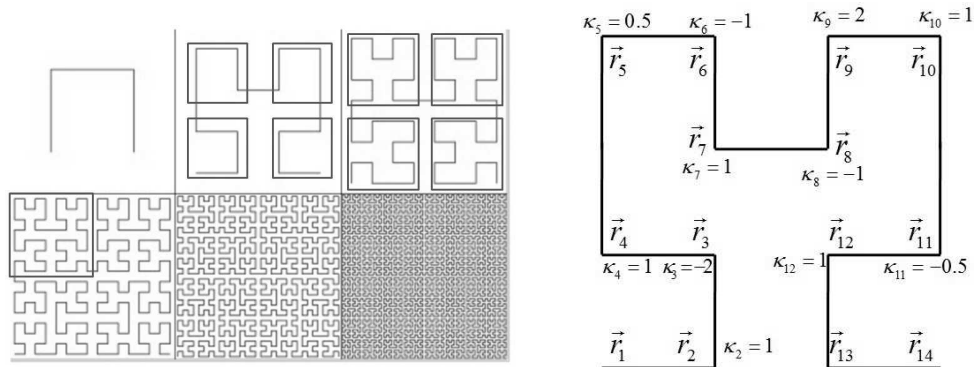 κ₅ = 0.5 κ₆ = −1 κ₉ = 2 κ₁₀ = 1
r⃗₅ r⃗₆ r⃗₉ r⃗₁₀
r⃗₇ r⃗₈
κ₇ = 1 κ₈ = −1
r⃗₄ r⃗₃ r⃗₁₂ r⃗₁₁
κ₄ = 1 κ₃ = −2 κ₁₂ = 1 κ₁₁ = −0.5
r⃗₁ r⃗₂ κ₂ = 1 r⃗₁₃ r⃗₁₄